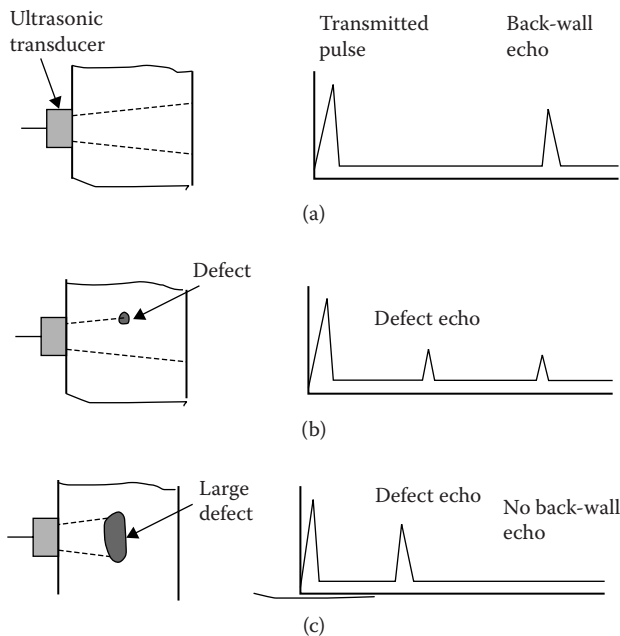 Ultrasonic
transducer
Transmitted
pulse
Back-wall
echo
(a)
Defect
Defect echo
(b)
Large
defect
Defect echo
No back-wall
echo
(c)